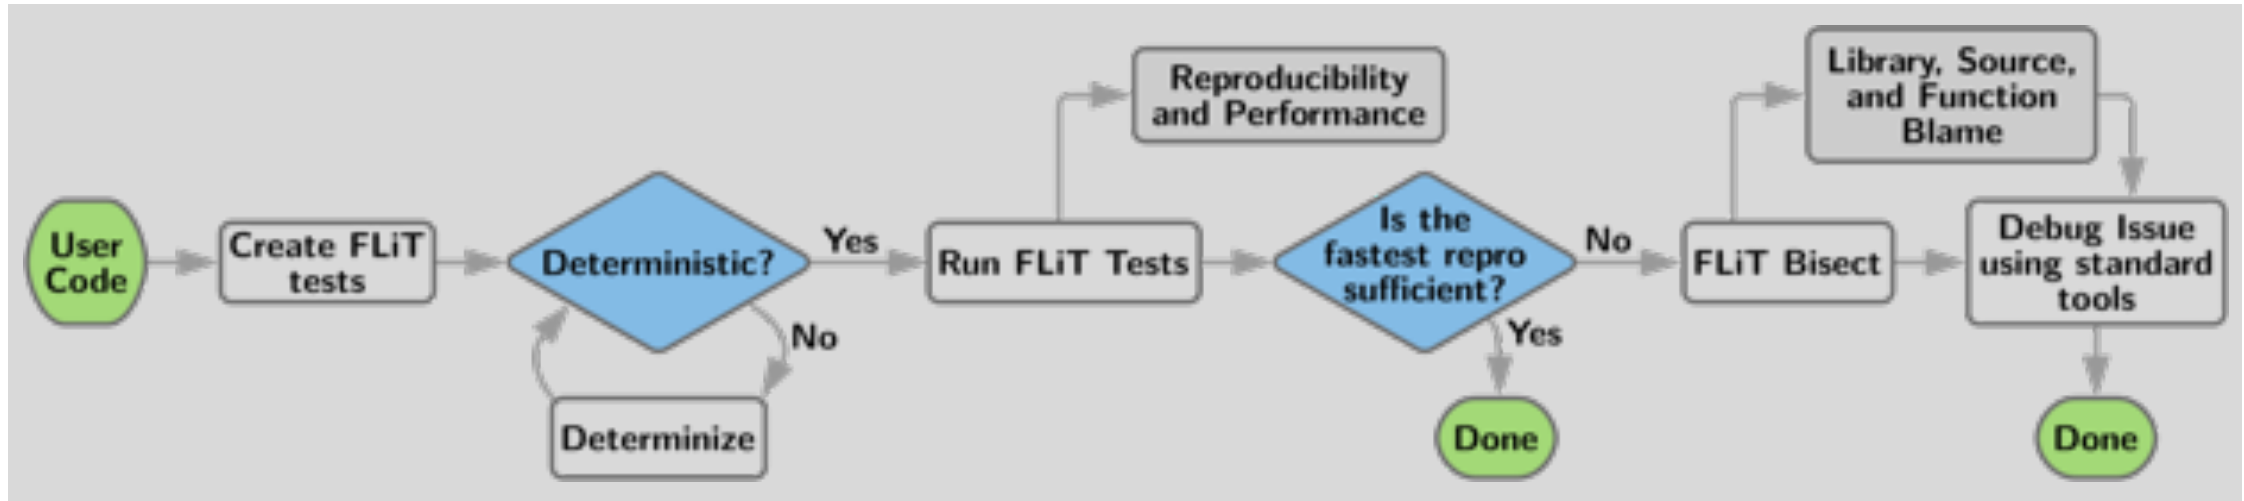 User
Code
Create FLiT
tests
Deterministic?
Yes
No
Determinize
Run FLiT Tests
Reproducibility
and Performance
Is the
fastest repro
sufficient?
Yes
Done
No
FLiT Bisect
Library, Source,
and Function
Blame
Debug Issue
using standard
tools
Done